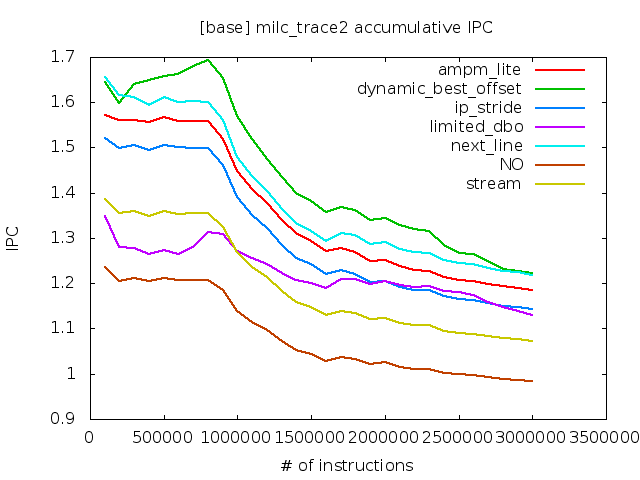 [base] milc_trace2 accumulative IPC
1.7
1.6
1.5
1.4
1.3
1.2
1.1
1
0.9
IPC
ampm_lite
dynamic_best_offset
ip_stride
limited_dbo
next_line
NO
stream
0 500000 1000000 1500000 2000000 2500000 3000000 3500000
# of instructions